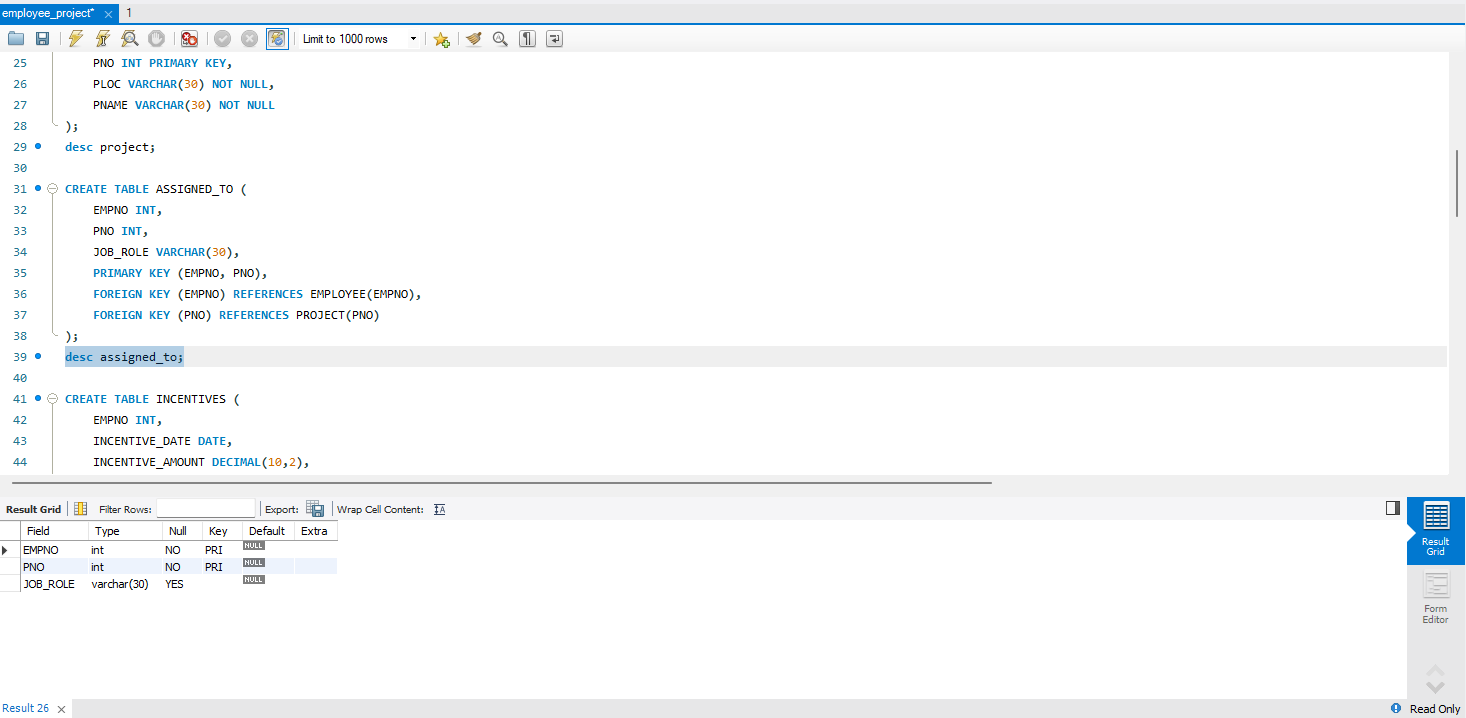 employee_project* 1
Limit to 1000 rows
25 PNO INT PRIMARY KEY,
26 PLOC VARCHAR(30) NOT NULL,
27 PNAME VARCHAR(30) NOT NULL
28 );
29 desc project;
30
31 CREATE TABLE ASSIGNED_TO (
32 EMPNO INT,
33 PNO INT,
34 JOB_ROLE VARCHAR(30),
35 PRIMARY KEY (EMPNO, PNO),
36 FOREIGN KEY (EMPNO) REFERENCES EMPLOYEE(EMPNO),
37 FOREIGN KEY (PNO) REFERENCES PROJECT(PNO)
38 );
39 desc assigned_to;
40
41 CREATE TABLE INCENTIVES (
42 EMPNO INT,
43 INCENTIVE_DATE DATE,
44 INCENTIVE_AMOUNT DECIMAL(10,2),
Result Grid Filter Rows: Export: Wrap Cell Content:
Field Type Null Key Default Extra
EMPNO int NO PRI NULL
PNO int NO PRI NULL
JOB_ROLE varchar(30) YES NULL
Result
Grid
Form
Editor
Result 26 Read Only